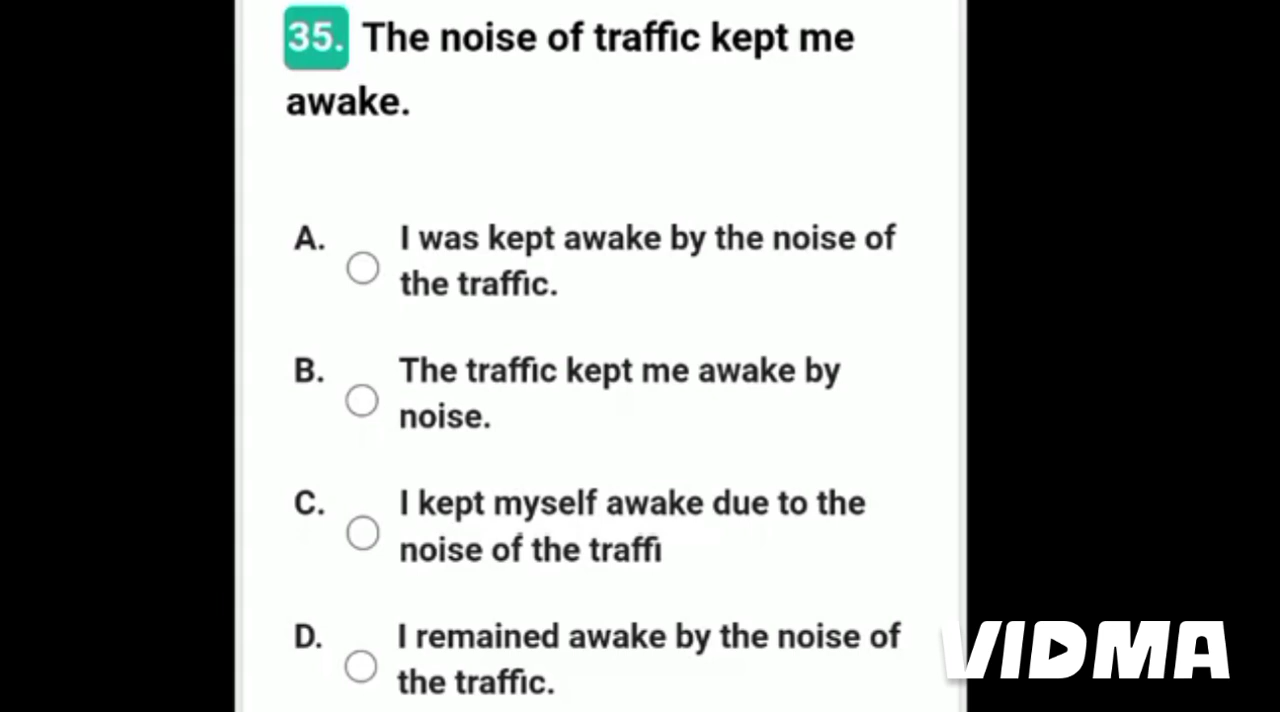 35. The noise of traffic kept me
awake.
A. I was kept awake by the noise of
the traffic.
B. The traffic kept me awake by
noise.
C. I kept myself awake due to the
noise of the traffi
D. I remained awake by the noise of
the traffic.
VIDMA